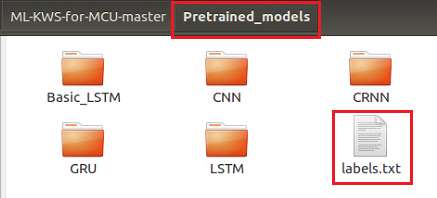 ML-KWS-for-MCU-master Pretrained_models
Basic_LSTM CNN CRNN
GRU LSTM labels.txt